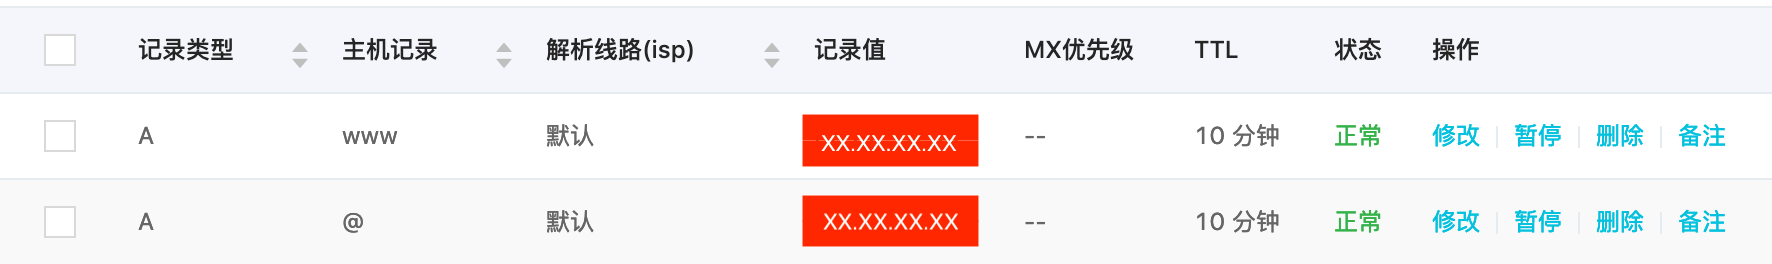 记录类型 主机记录 解析线路(isp) 记录值 MX优先级 TTL 状态 操作
A www 默认 XX.XX.XX.XX -- 10 分钟 正常 修改 暂停 删除 备注
A @ 默认 XX.XX.XX.XX -- 10 分钟 正常 修改 暂停 删除 备注